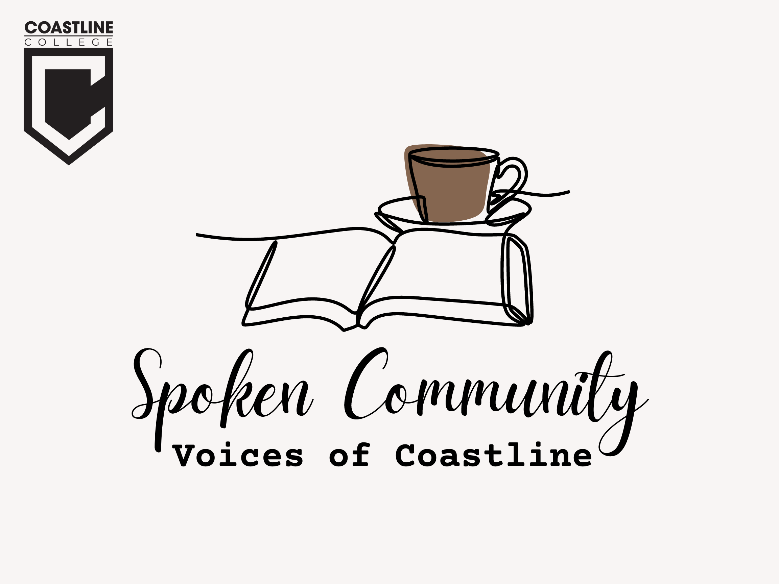 COASTLINE
COLLEGE
Spoken Community
Voices of Coastline